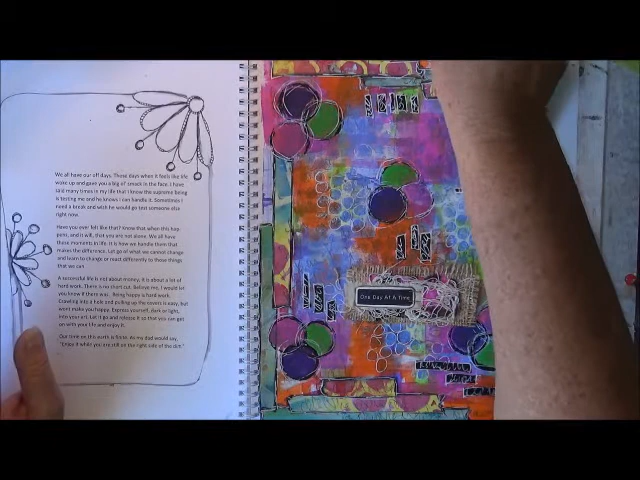 We all have our off days. Those days when it feels like life
woke up and gave you a big ol' smack in the face. I have
said many times in my life that I know the supreme being
is testing me and he knows I can handle it. Sometimes I
need a break and wish he would go test someone else
right now.
Have you ever felt like that? Know that when this hap-
pens, and it will, that you are not alone. We all have
those moments in life. It is how we handle them that
makes the difference. Let go of what we cannot change
and learn to change or react differently to those things
that we can.
A successful life is not about money, it is about a lot of
hard work. There is no chart out. Believe me, I would let
you know if there was. Being happy is hard work.
Crawling into a hole and pulling up the covers is easy, but
wont make you happy. Express yourself, dark or light,
into your art. Let it go and release it so that you can get
on with your life and enjoy it.
Our time on this earth is finite. As my dad would say,
"Enjoy it while you are still on the right side of the dirt."
One Day At A Time